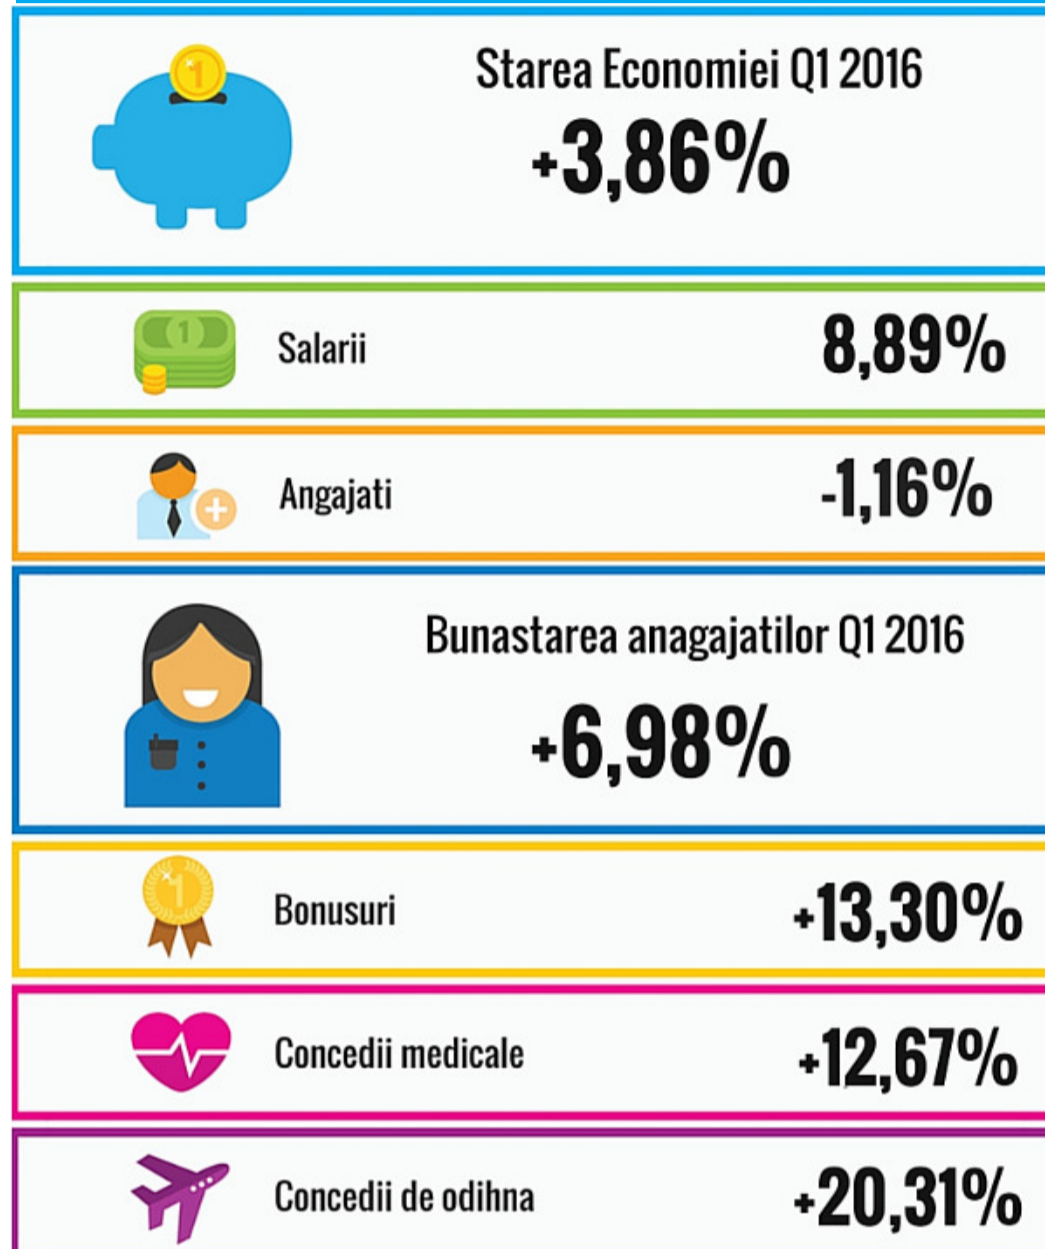 Starea Economiei Q1 2016
+3,86%
Salarii
8,89%
Angajati
-1,16%
Bunastarea anagajatilor Q1 2016
+6,98%
Bonusuri
+13,30%
Concedii medicale
+12,67%
Concedii de odihna
+20,31%